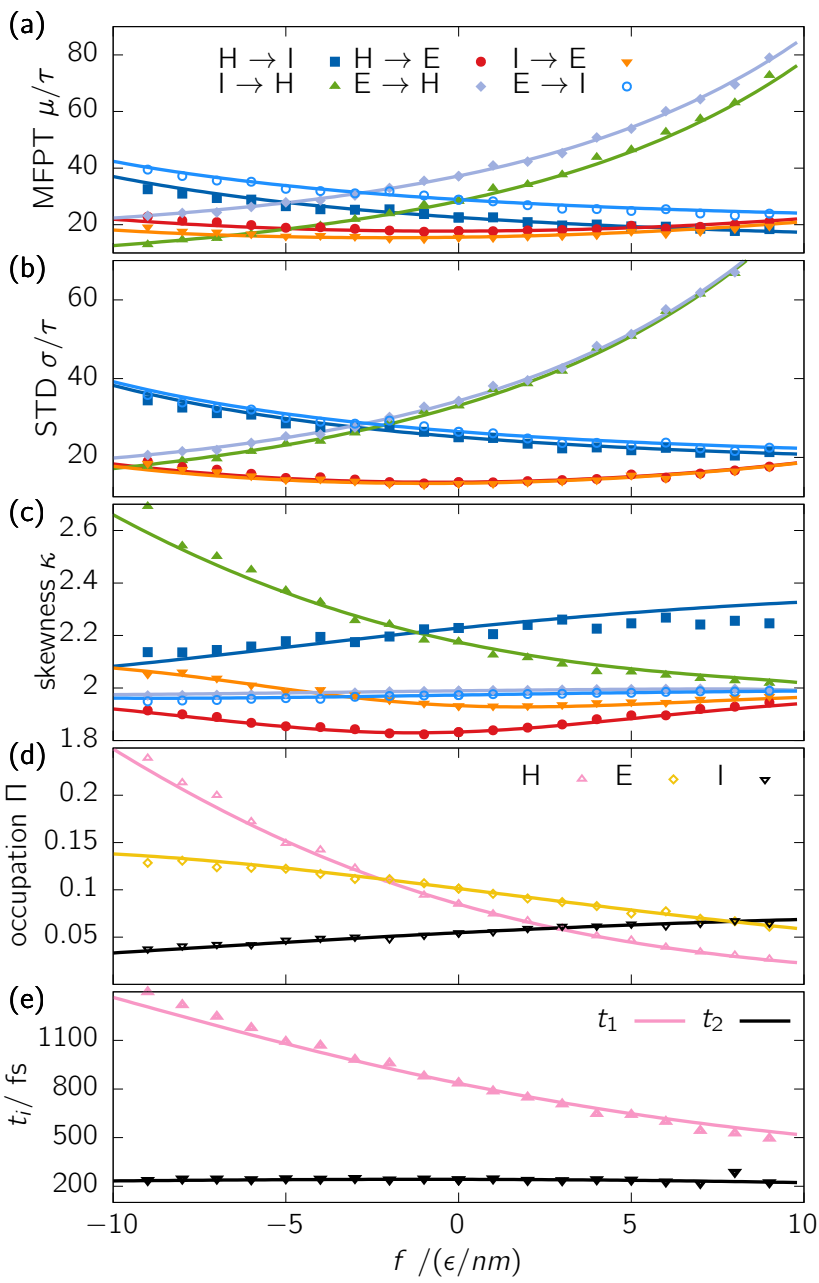 (a)
MFPT μ/τ
80
60
40
20
H → I H → E I → E
I → H E → H E → I
(b)
STD σ/τ
60
40
20
(c)
skewness κ
2.6
2.4
2.2
2
1.8
(d)
occupation Π
0.2
0.15
0.1
0.05
H E I
(e)
t_i/ fs
1100
800
500
200
t_1 t_2
−10 −5 0 5 10
f /(ϵ/nm)